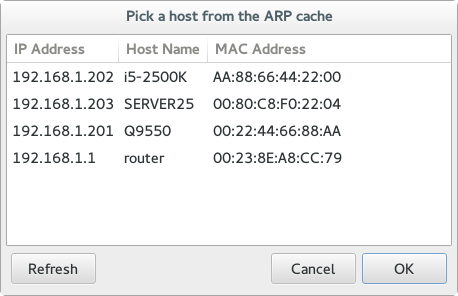 Pick a host from the ARP cache
IP Address Host Name MAC Address
192.168.1.202 i5-2500K AA:88:66:44:22:00
192.168.1.203 SERVER25 00:80:C8:F0:22:04
192.168.1.201 Q9550 00:22:44:66:88:AA
192.168.1.1 router 00:23:8E:A8:CC:79
Refresh Cancel OK